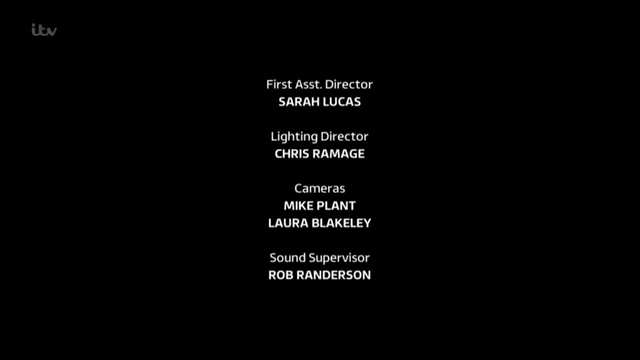 itv
First Asst. Director
SARAH LUCAS
Lighting Director
CHRIS RAMAGE
Cameras
MIKE PLANT
LAURA BLAKELEY
Sound Supervisor
ROB RANDERSON